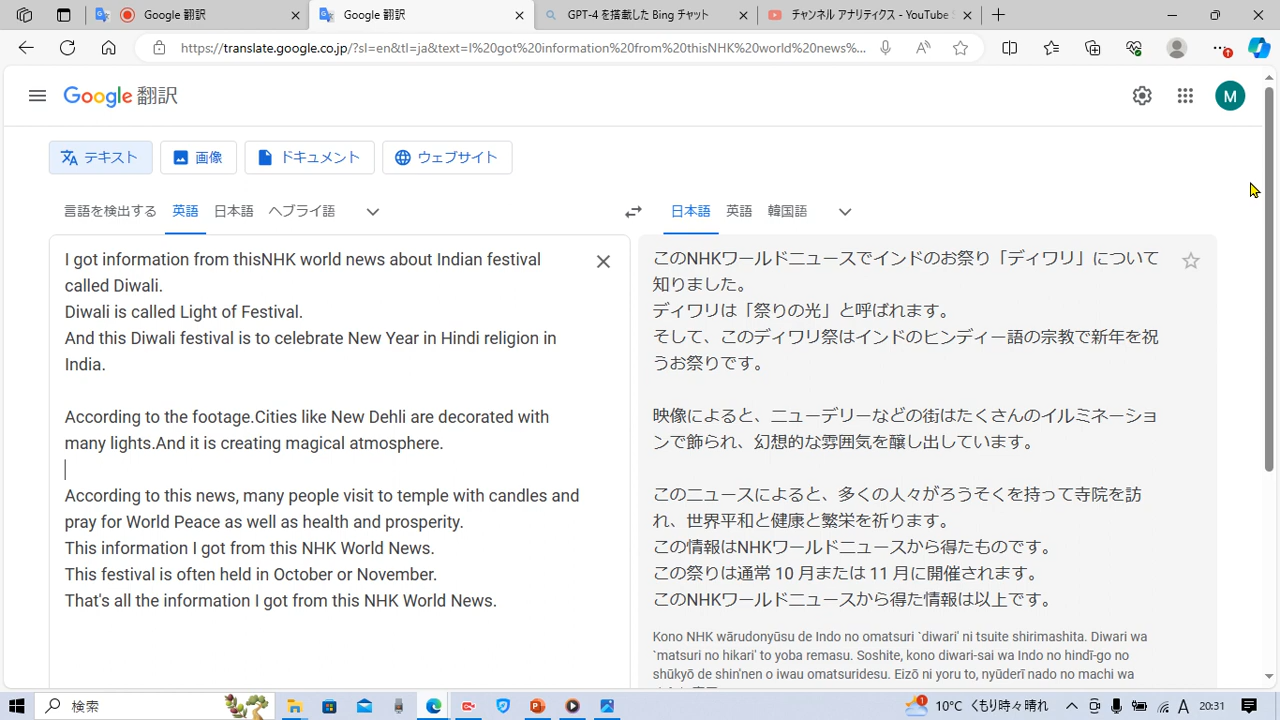 Google 翻訳
Google 翻訳
GPT-4 を搭載した Bing チャット
チャンネル アナリティクス - YouTube
https://translate.google.co.jp/?sl=en&tl=ja&text=I%20got%20information%20from%20thisNHK%20world%20news%...
Google 翻訳
M
テキスト
画像
ドキュメント
ウェブサイト
言語を検出する 英語 日本語 ヘブライ語
日本語 英語 韓国語
I got information from thisNHK world news about Indian festival
called Diwali.
Diwali is called Light of Festival.
And this Diwali festival is to celebrate New Year in Hindi religion in
India.
According to the footage.Cities like New Dehli are decorated with
many lights.And it is creating magical atmosphere.
According to this news, many people visit to temple with candles and
pray for World Peace as well as health and prosperity.
This information I got from this NHK World News.
This festival is often held in October or November.
That's all the information I got from this NHK World News.
このNHKワールドニュースでインドのお祭り「ディワリ」について
知りました。
ディワリは「祭りの光」と呼ばれます。
そして、このディワリ祭はインドのヒンディー語の宗教で新年を祝
うお祭りです。
映像によると、ニューデリーなどの街はたくさんのイルミネーショ
ンで飾られ、幻想的な雰囲気を醸し出しています。
このニュースによると、多くの人々がろうそくを持って寺院を訪
れ、世界平和と健康と繁栄を祈ります。
この情報はNHKワールドニュースから得たものです。
この祭りは通常 10 月または 11 月に開催されます。
このNHKワールドニュースから得た情報は以上です。
Kono NHK wārudonyūsu de Indo no omatsuri `diwari' ni tsuite shirimashita. Diwari wa
`matsuri no hikari' to yoba remasu. Soshite, kono diwari-sai wa Indo no hindī-go no
shūkyō de shin'nen o iwau omatsuridesu. Eizō ni yoru to, nyūderī nado no machi wa
検索
10°C くもり時々晴れ
A
20:31